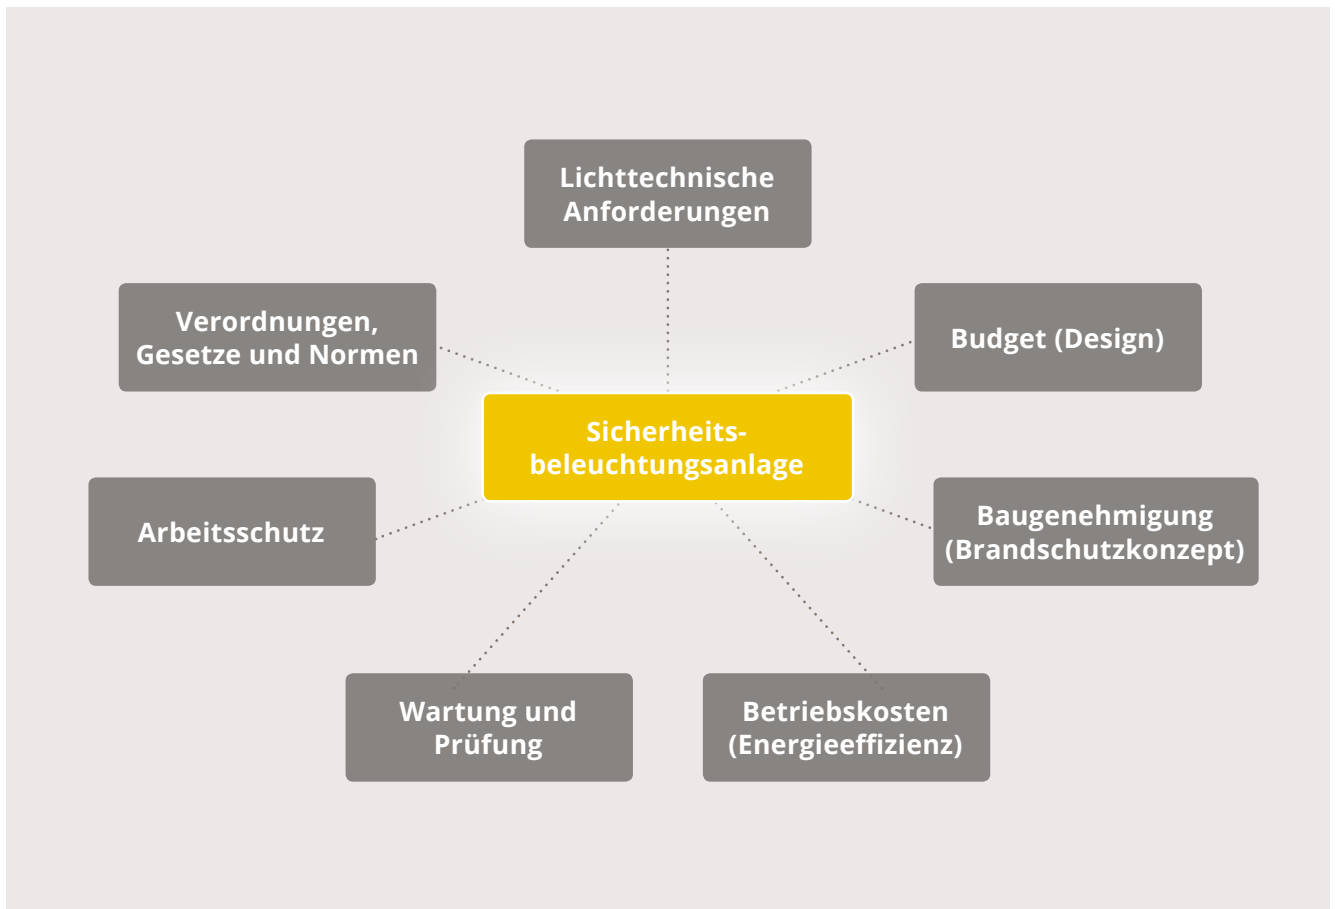 Lichttechnische
Anforderungen
Verordnungen,
Gesetze und Normen
Budget (Design)
Sicherheits-
beleuchtungsanlage
Arbeitsschutz
Baugenehmigung
(Brandschutzkonzept)
Wartung und
Prüfung
Betriebskosten
(Energieeffizienz)